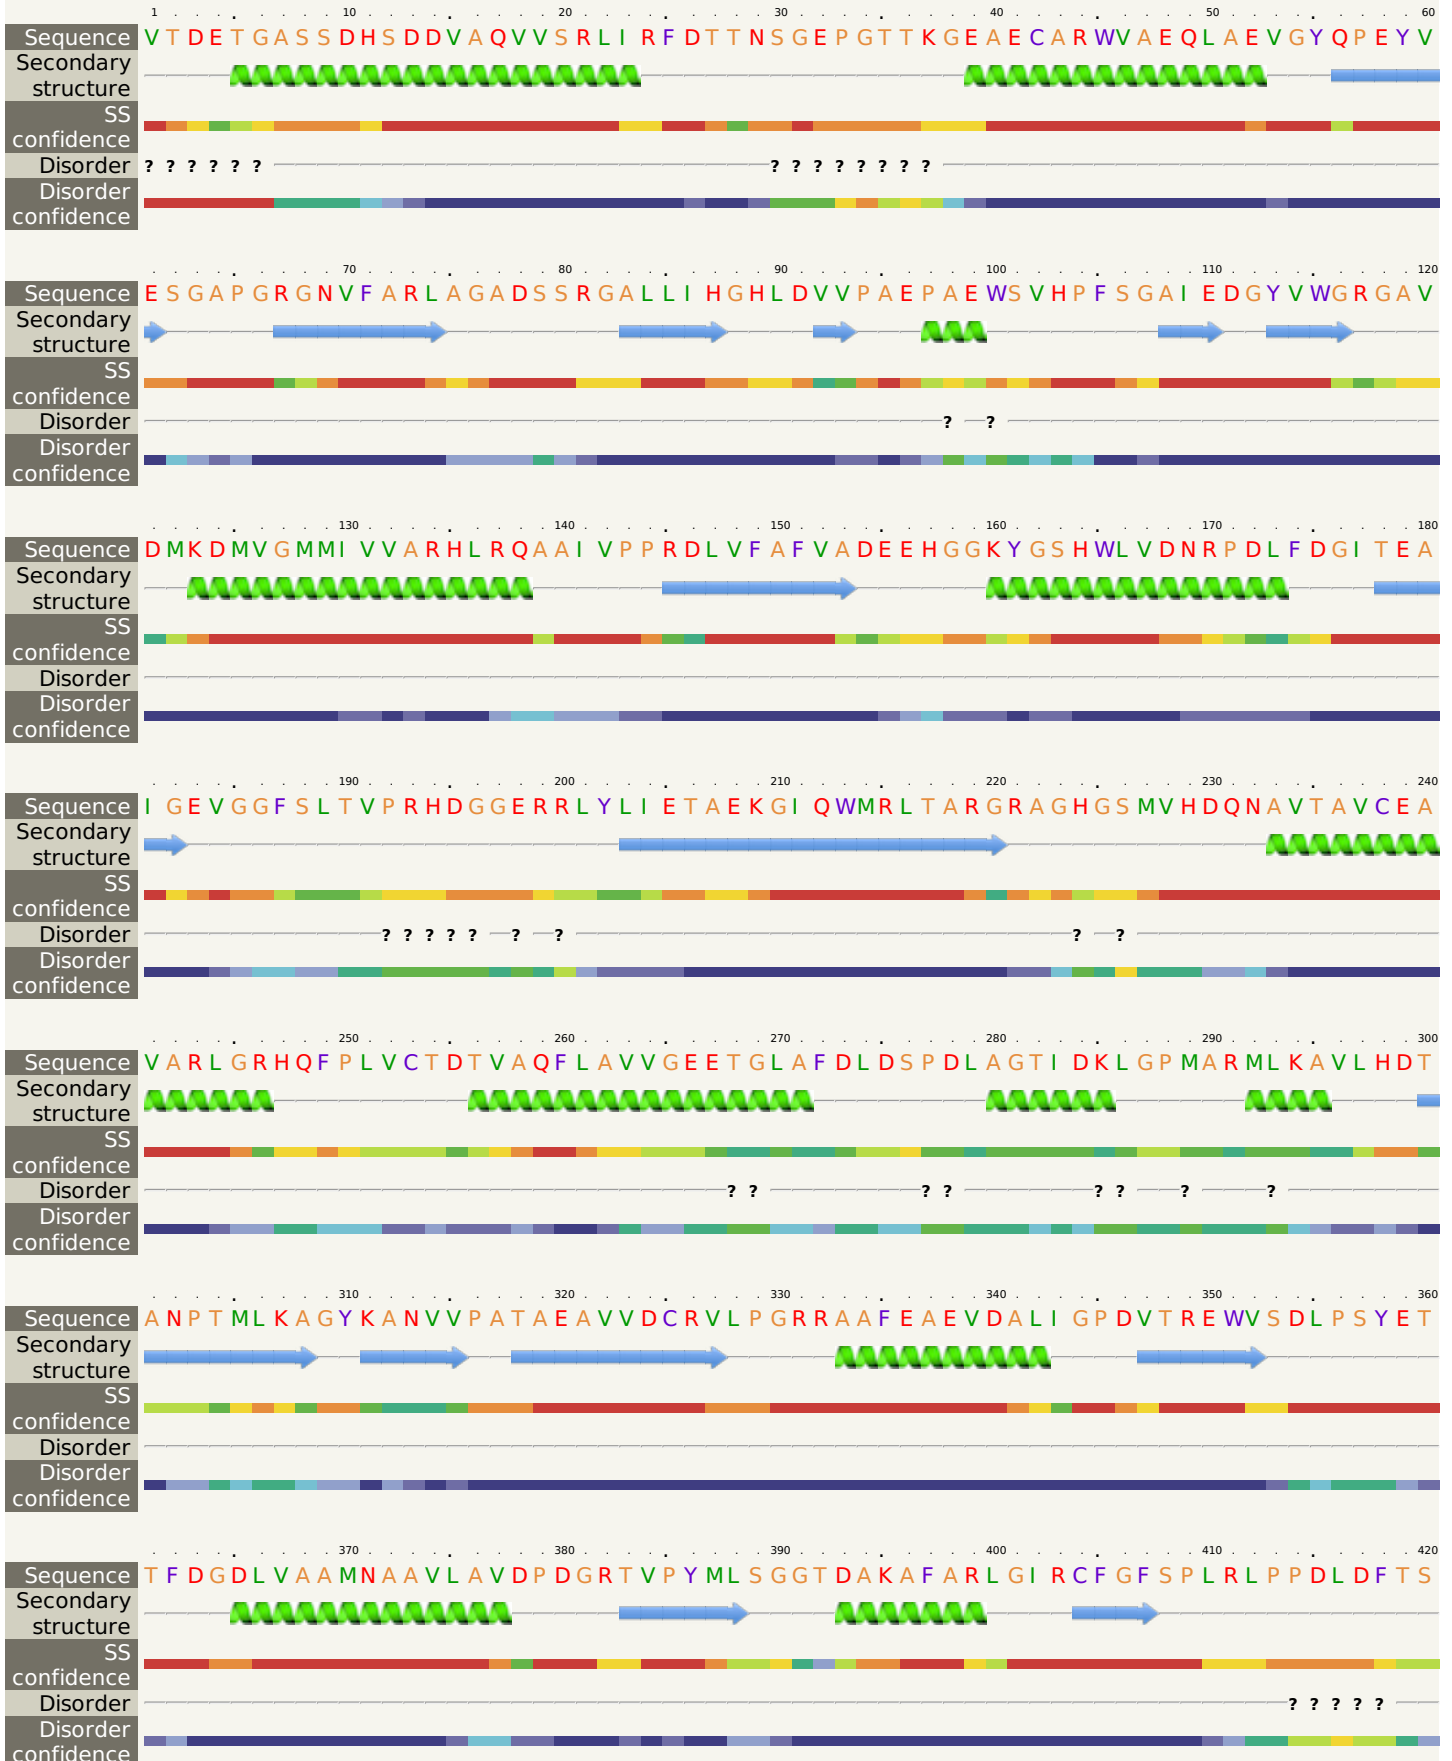 1 10 20 30 40 50 60
Sequence VTDETGASSDHSDDVAQVVSRLIRFDTTNSGEPGTTKGEAECARWVAEQLAEVGYQPEYV
Secondary
structure
SS
confidence
Disorder ? ? ? ? ? ? ? ? ? ? ? ? ? ?
Disorder
confidence
70 80 90 100 110 120
Sequence ESGAPGRGNVFARLAGADSSRGALLIHGHLDVVPAEPAEWSVHPFSGAIEDGYVWGRGAV
Secondary
structure
SS
confidence
Disorder ? ?
Disorder
confidence
130 140 150 160 170 180
Sequence DMKDMVGMMIVVARHLRQAAIVPPRDLVFAFVADEEHGGKYGSHWLVDNRPDLFDGITEA
Secondary
structure
SS
confidence
Disorder
Disorder
confidence
190 200 210 220 230 240
Sequence IGEVGGFSLTVPRHDGGERRLYLIETAEKGIQWMRLTARGRAGHGSMVHDQNAVTAVCEA
Secondary
structure
SS
confidence
Disorder ? ? ? ? ? ? ? ? ?
Disorder
confidence
250 260 270 280 290 300
Sequence VARLGRHQFPLVCTDTVAQFLAVVGEETGLAFDLDSPDLAGTIDKLGPMARMLKAVLHDT
Secondary
structure
SS
confidence
Disorder ? ? ? ? ? ? ? ?
Disorder
confidence
310 320 330 340 350 360
Sequence ANPTMLKAGYKANVVPATAEAVVDCRVLPGRRAAFEAEVDALIGPDVTREWVSDLPSYET
Secondary
structure
SS
confidence
Disorder
Disorder
confidence
370 380 390 400 410 420
Sequence TFDGDLVAAMNAAVLAVDPDGRTVPYMLSGGTDAKAFARLGIRCFGFSPLRLPPDLDFTS
Secondary
structure
SS
confidence
Disorder ? ? ? ? ?
Disorder
confidence